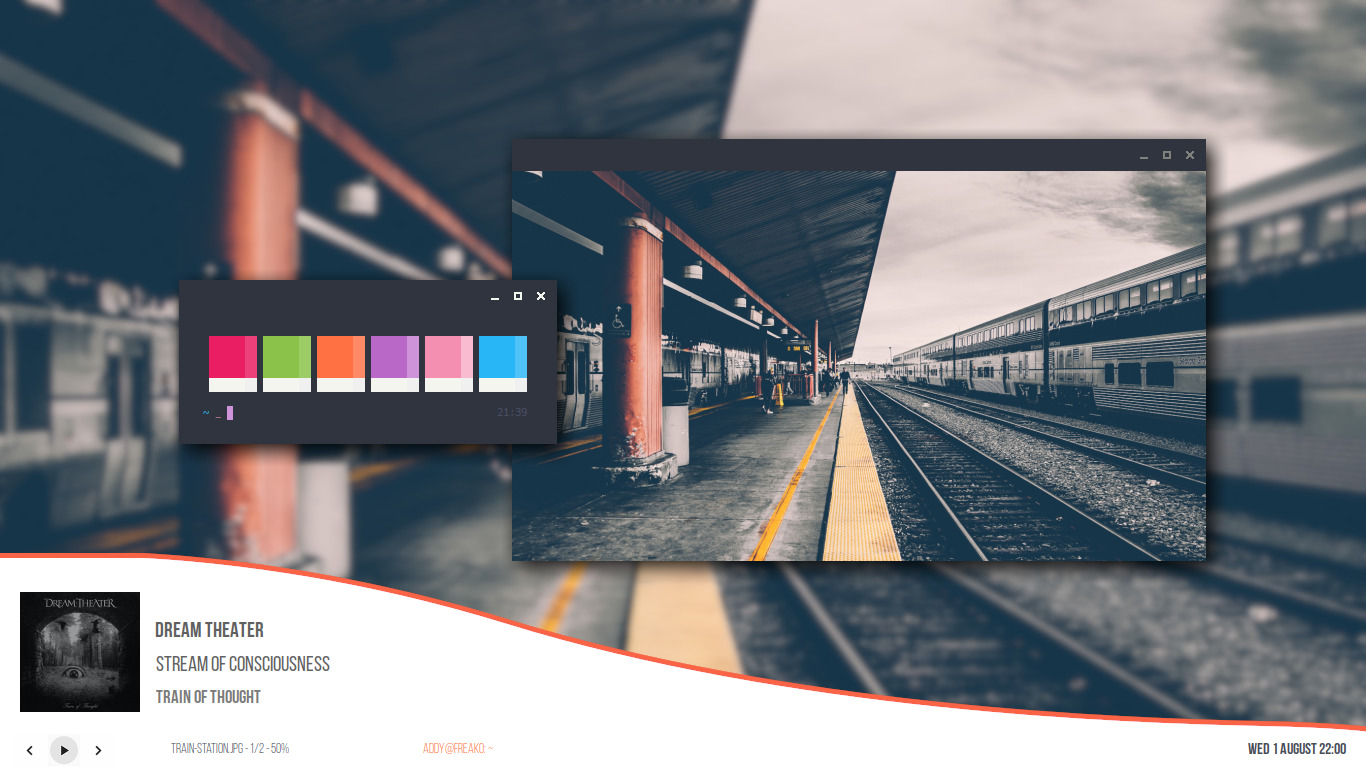 ~ _
21:39
DREAM THEATER
Train of Thought
DREAM THEATER
STREAM OF CONSCIOUSNESS
TRAIN OF THOUGHT
TRAIN-STATION.JPG - 1/2 - 50%
ADDY@FREAKO: ~
WED 1 AUGUST 22:00